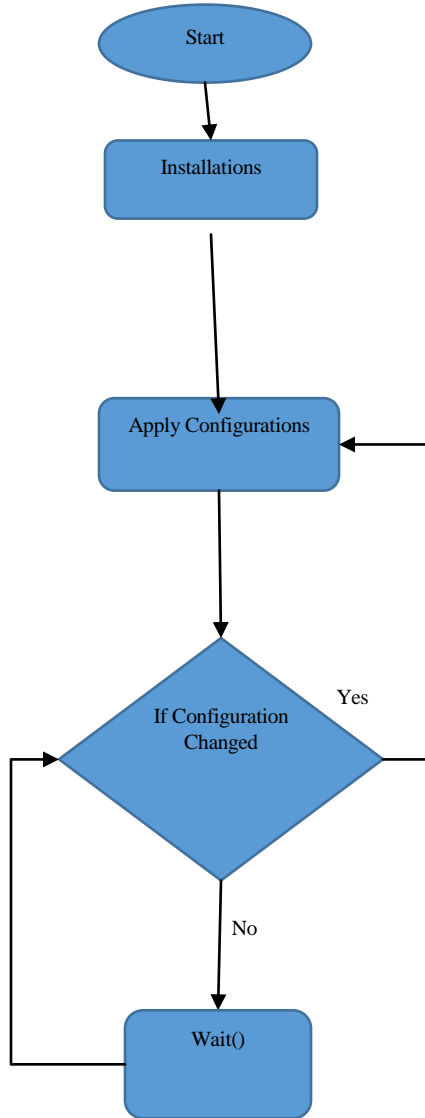 Start
Installations
Apply Configurations
If Configuration
Changed
Yes
No
Wait()